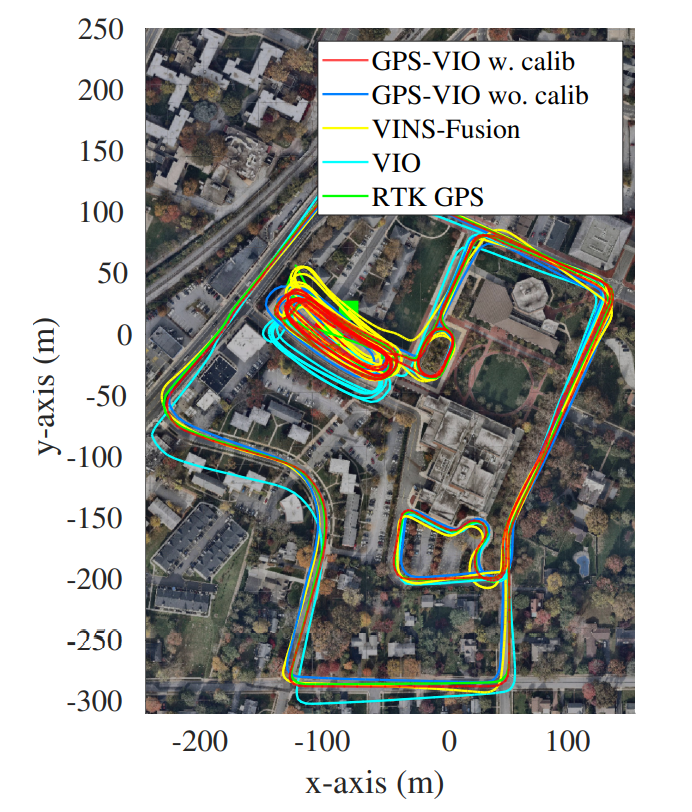 250
200
150
100
50
0
-50
-100
-150
-200
-250
-300
y-axis (m)
GPS-VIO w. calib
GPS-VIO wo. calib
VINS-Fusion
VIO
RTK GPS
-200 -100 0 100
x-axis (m)